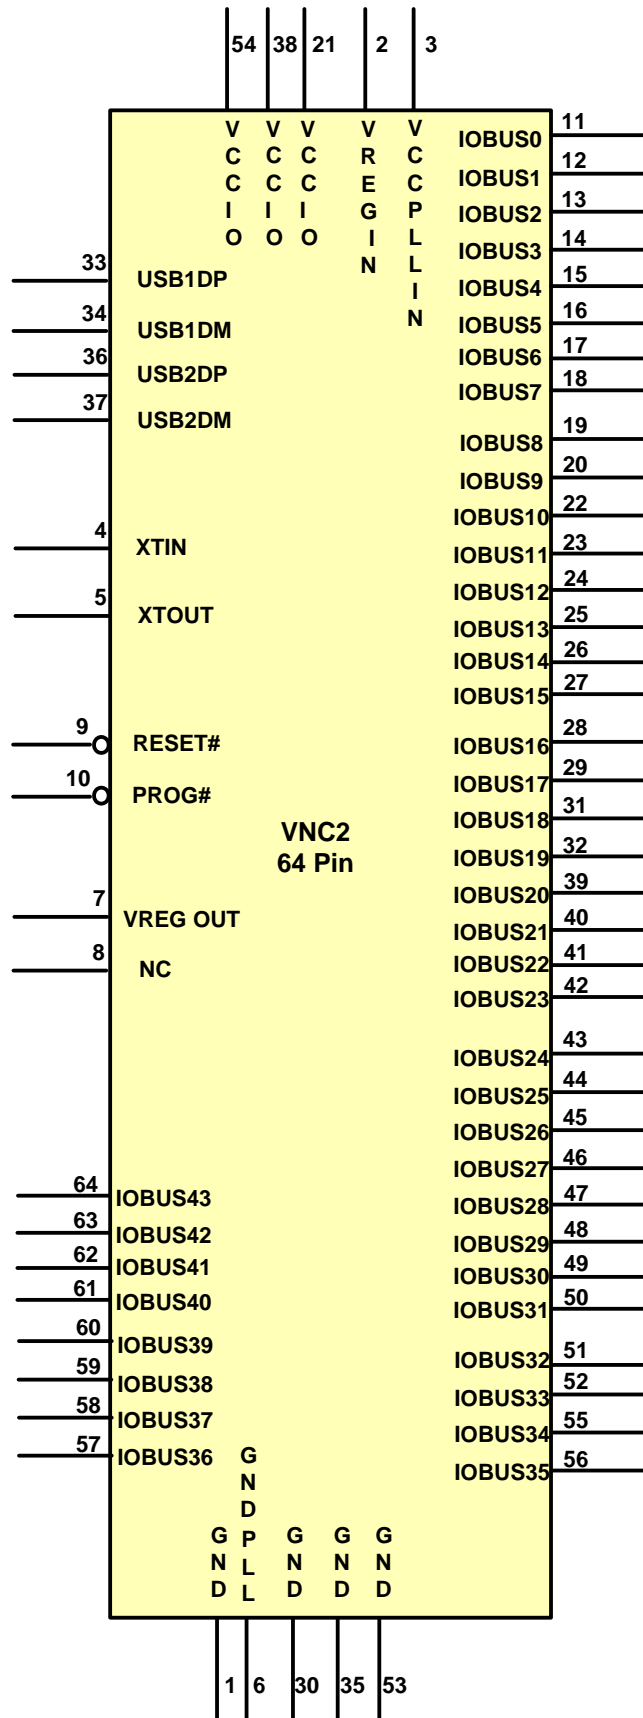 54 38 21 2 3
VCCIO VCCIO VCCIO VREGIN VCCPLLIN
33 USB1DP
34 USB1DM
36 USB2DP
37 USB2DM
4 XTIN
5 XTOUT
9 RESET#
10 PROG#
VNC2
64 Pin
7 VREG OUT
8 NC
64 IOBUS43
63 IOBUS42
62 IOBUS41
61 IOBUS40
60 IOBUS39
59 IOBUS38
58 IOBUS37
57 IOBUS36
IOBUS0 11
IOBUS1 12
IOBUS2 13
IOBUS3 14
IOBUS4 15
IOBUS5 16
IOBUS6 17
IOBUS7 18
IOBUS8 19
IOBUS9 20
IOBUS10 22
IOBUS11 23
IOBUS12 24
IOBUS13 25
IOBUS14 26
IOBUS15 27
IOBUS16 28
IOBUS17 29
IOBUS18 31
IOBUS19 32
IOBUS20 39
IOBUS21 40
IOBUS22 41
IOBUS23 42
IOBUS24 43
IOBUS25 44
IOBUS26 45
IOBUS27 46
IOBUS28 47
IOBUS29 48
IOBUS30 49
IOBUS31 50
IOBUS32 51
IOBUS33 52
IOBUS34 55
IOBUS35 56
GND GNDPLL GND GND GND
1 6 30 35 53